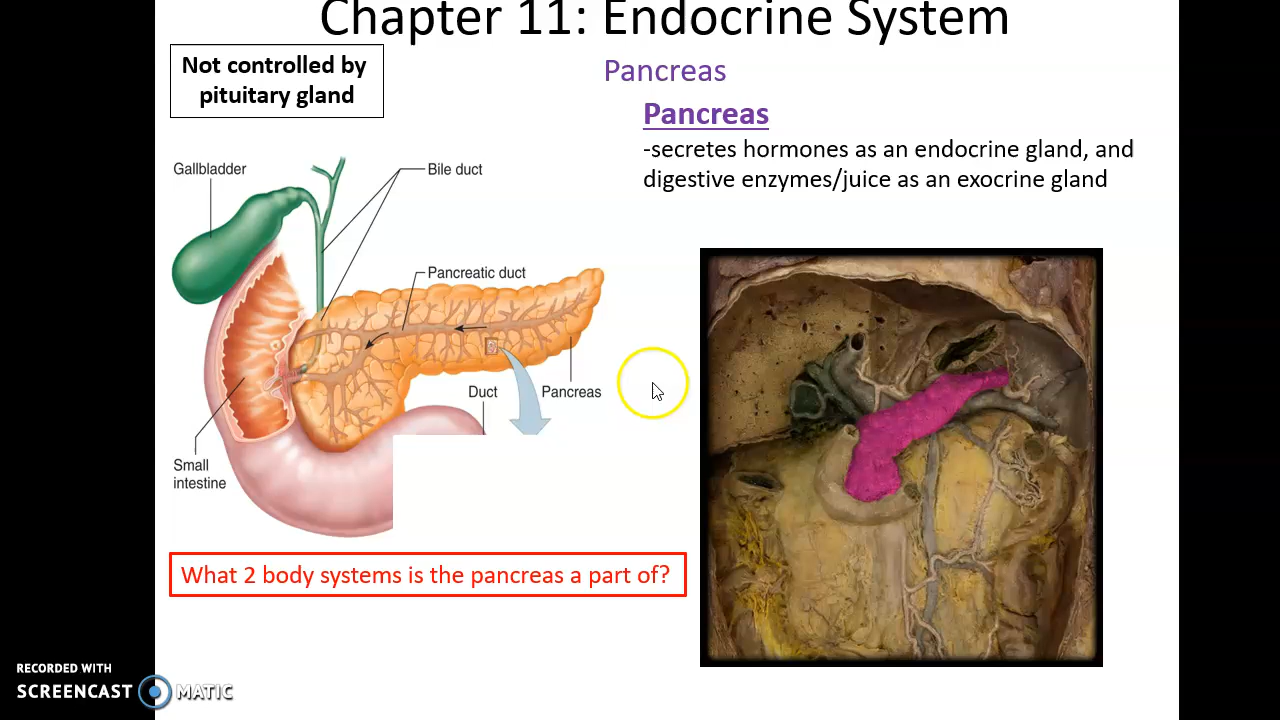 Chapter 11: Endocrine System
Not controlled by
pituitary gland
Pancreas
Pancreas
-secretes hormones as an endocrine gland, and
digestive enzymes/juice as an exocrine gland
Gallbladder
Bile duct
Pancreatic duct
Duct
Pancreas
Small
intestine
What 2 body systems is the pancreas a part of?
RECORDED WITH
SCREENCAST MATIC